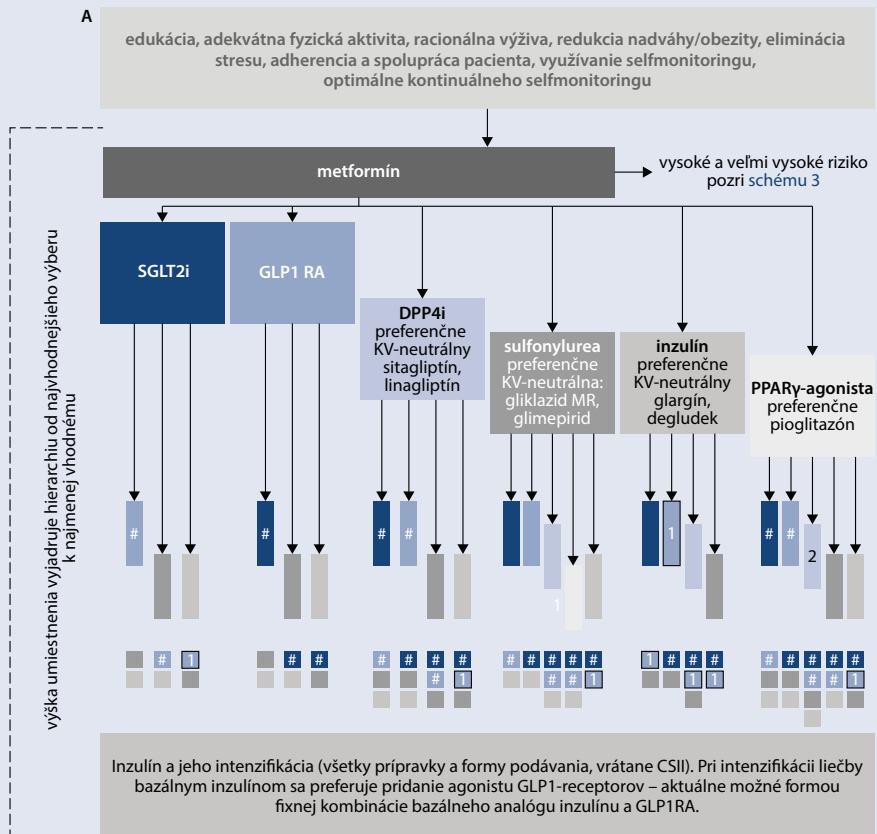 A
edukácia, adekvátna fyzická aktivita, racionálna výživa, redukcia nadváhy/obezity, eliminácia
stresu, adherencia a spolupráca pacienta, využívanie selfmonitoringu,
optimálne kontinuálneho selfmonitoringu
metformín
vysoké a veľmi vysoké riziko
pozri schému 3
výška umiestnenia vyjadruje hierarchiu od najvhodnejšieho výberu
k najmenej vhodnému
SGLT2i
GLP1 RA
DPP4i
preferenčne
KV-neutrálny
sitagliptín,
linagliptín
sulfonylurea
preferenčne
KV-neutrálna:
gliklazid MR,
glimepirid
inzulín
preferenčne
KV-neutrálny
glargín,
degludek
PPARγ-agonista
preferenčne
pioglitazón
# # # # 1 # #
2
1
# 1 # # # # # # # # # # # 1 # # # # # # # #
# 1 # # 1 1 1 # # 1
Inzulín a jeho intenzifikácia (všetky prípravky a formy podávania, vrátane CSII). Pri intenzifikácii liečby
bazálnym inzulínom sa preferuje pridanie agonistu GLP1-receptorov – aktuálne možné formou
fixnej kombinácie bazálneho analógu inzulínu a GLP1RA.